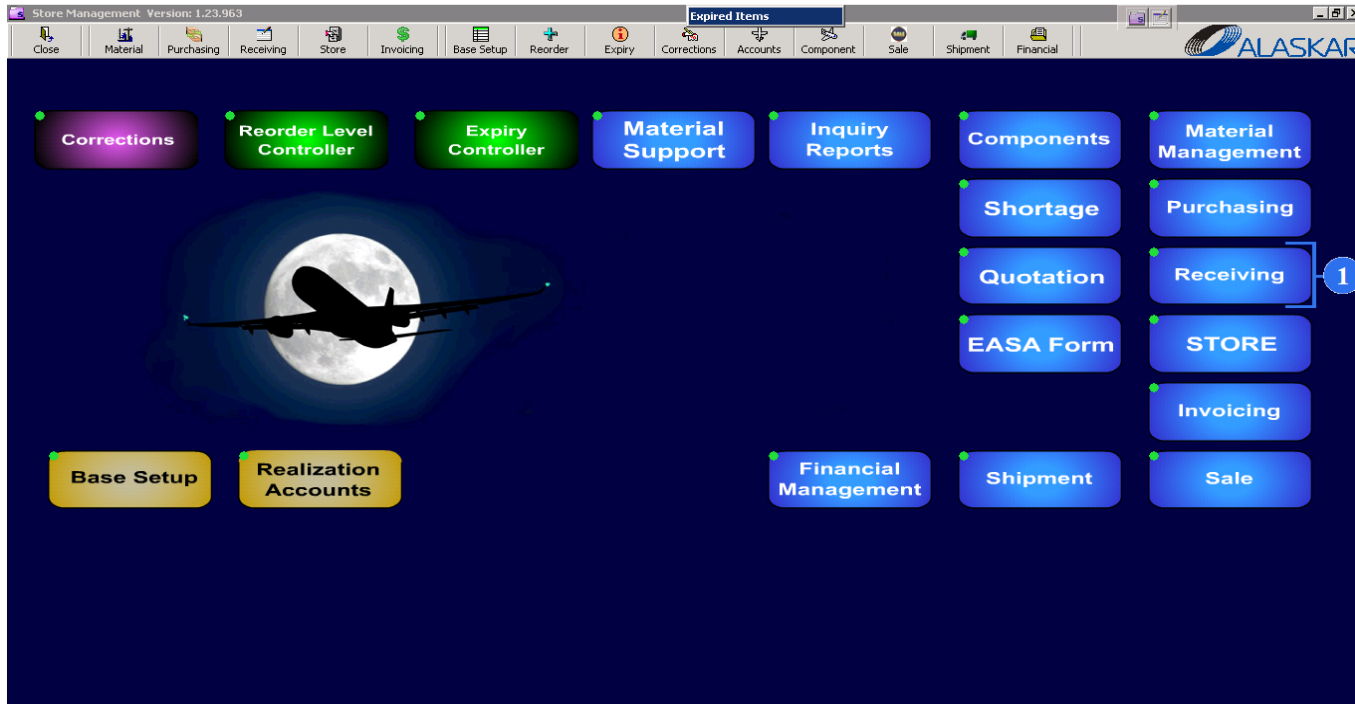 Store Management Version: 1.23.963
Expired Items
Close Material Purchasing Receiving Store Invoicing Base Setup Reorder Expiry Corrections Accounts Component Sale Shipment Financial
ALASKAR
Corrections
Reorder Level
Controller
Expiry
Controller
Material
Support
Inquiry
Reports
Components
Material
Management
Shortage
Purchasing
Quotation
Receiving
1
EASA Form
STORE
Invoicing
Base Setup
Realization
Accounts
Financial
Management
Shipment
Sale